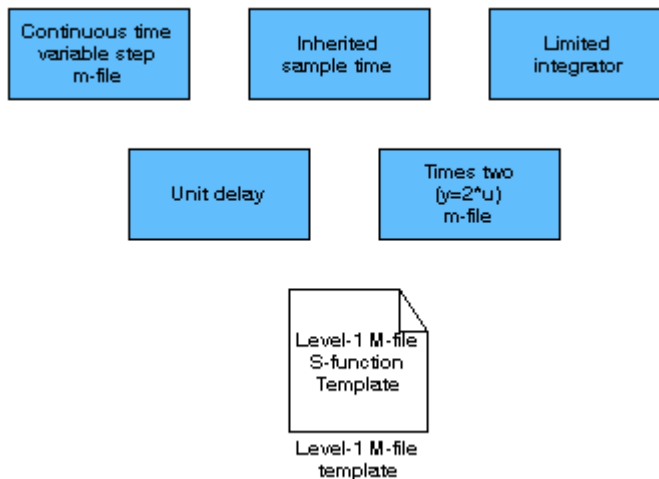 Continuous time
variable step
m-file
Inherited
sample time
Limited
integrator
Unit delay
Times two
(y=2*u)
m-file
Level-1 M-file
S-function
Template
Level-1 M-file
template